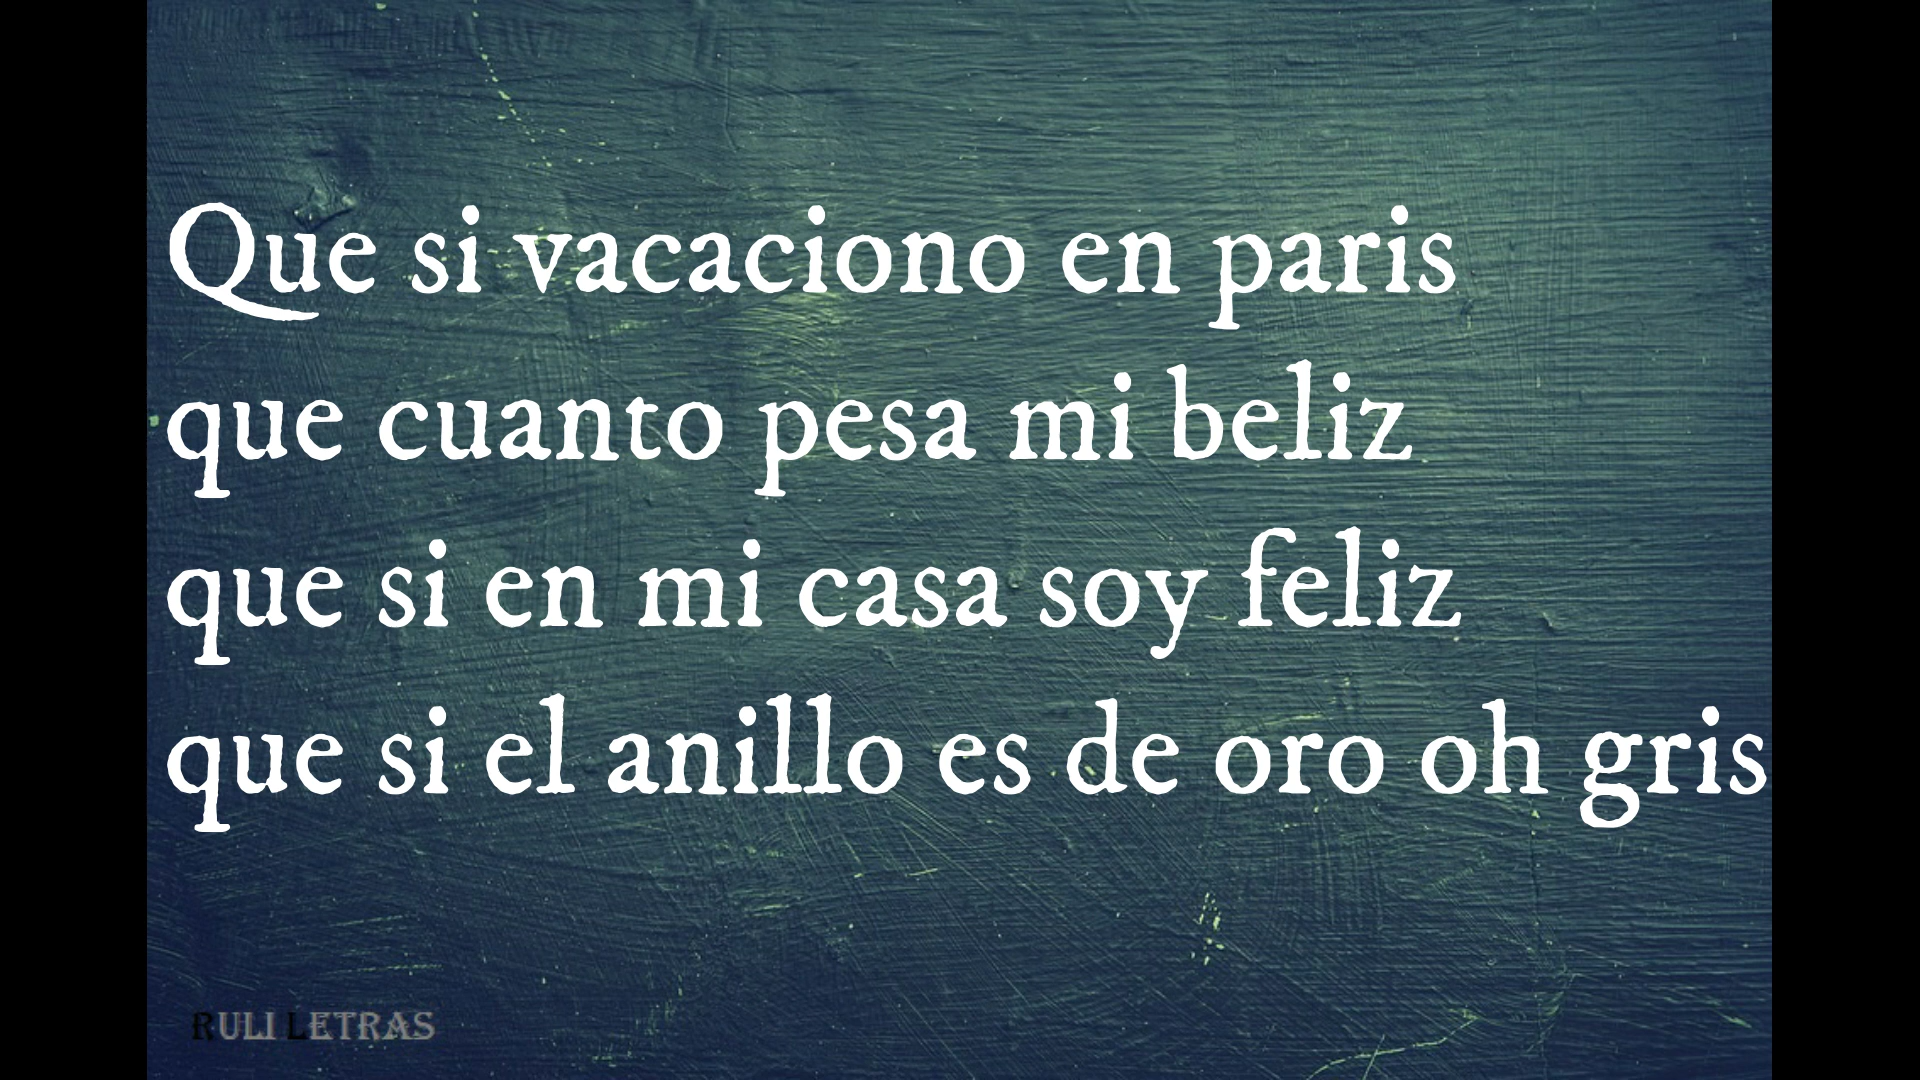 Que si vacaciono en paris
que cuanto pesa mi beliz
que si en mi casa soy feliz
que si el anillo es de oro oh gris
RULI LETRAS